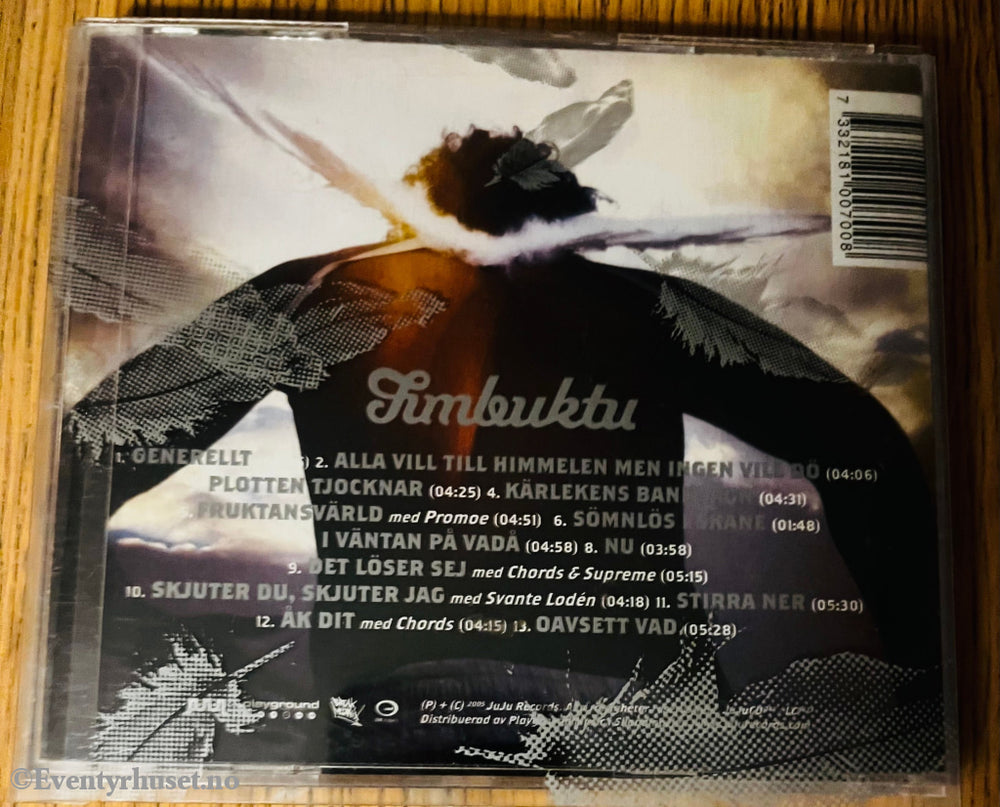 7 332181 007008
Timbuktu
1. GENERELLT 2. ALLA VILL TILL HIMMELEN MEN INGEN VILL DÖ (04:06)
PLOTTEN TJOCKNAR (04:25) 4. KÄRLEKENS (04:31)
FRUKTANSVÄRLD med Promoe (04:51) 6. SÖMNLÖS I SKÅNE (01:48)
I VÄNTAN PÅ VADÅ (04:58) 8. NU (03:58)
9. DET LÖSER SEJ med Chords & Supreme (05:15)
10. SKJUTER DU, SKJUTER JAG med Svante Lodén (04:18) 11. STIRRA NER (05:30)
12. ÅK DIT med Chords (04:15) 13. OAVSETT VAD (05:28)
playground
(P) + (C) 2005 JuJu Records.
Distribuerad av
©Eventyrhuset.no